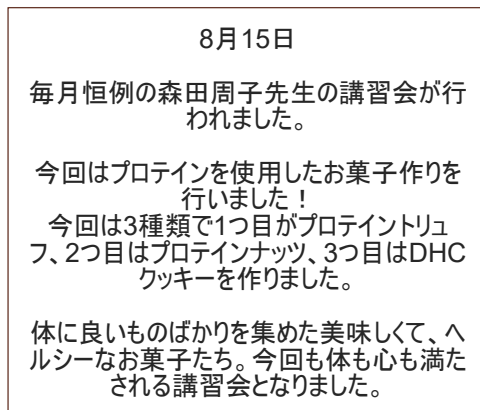 8月15日
毎月恒例の森田周子先生の講習会が行
われました。
今回はプロテインを使用したお菓子作りを
行いました！
今回は3種類で1つ目がプロテイントリュ
フ、2つ目はプロテインナッツ、3つ目はDHC
クッキーを作りました。
体に良いものばかりを集めた美味しくて、ヘ
ルシーなお菓子たち。今回も体も心も満た
される講習会となりました。